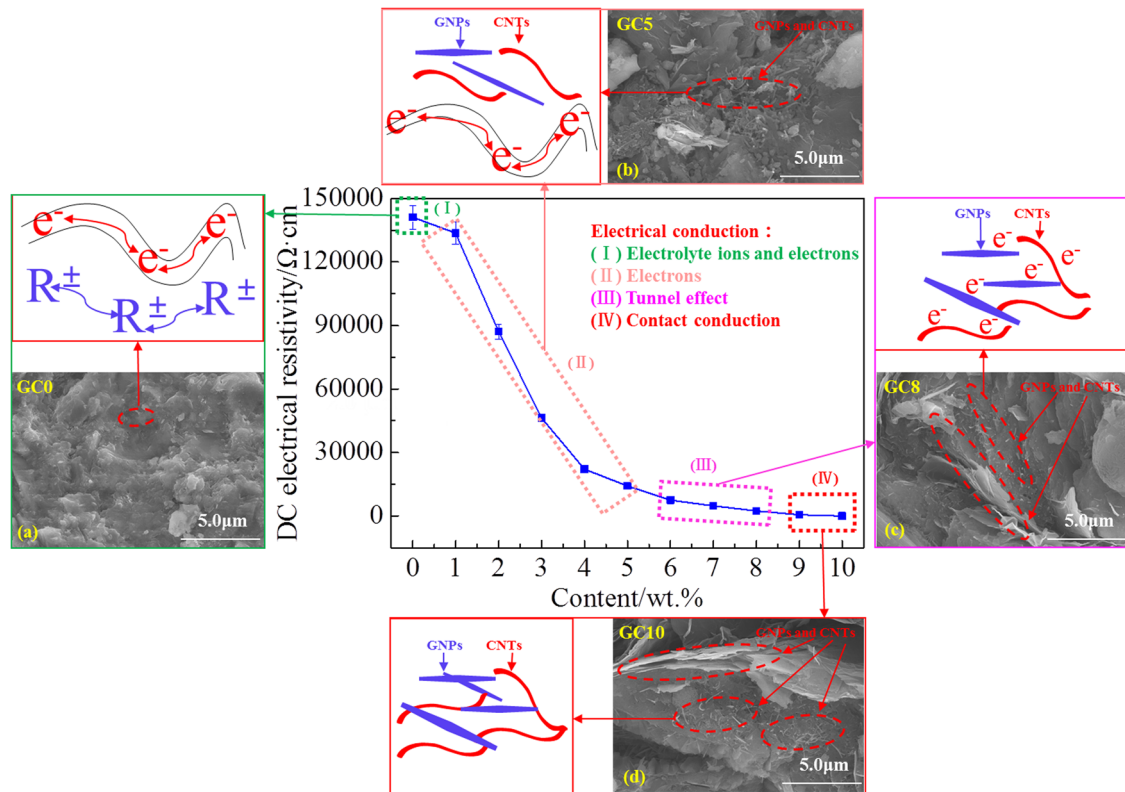 GNPs CNTs
e⁻ e⁻ e⁻
GC5
GNPs and CNTs
5.0μm
(b)
e⁻ e⁻ e⁻
R± R± R±
GC0
5.0μm
(a)
DC electrical resistivity/Ω·cm
150000
120000
90000
60000
30000
0
0 1 2 3 4 5 6 7 8 9 10
Content/wt.%
(Ⅰ)
(Ⅱ)
(Ⅲ)
(Ⅳ)
Electrical conduction：
(Ⅰ) Electrolyte ions and electrons
(Ⅱ) Electrons
(Ⅲ) Tunnel effect
(Ⅳ) Contact conduction
GNPs CNTs
e⁻ e⁻ e⁻ e⁻ e⁻ e⁻
GC8
GNPs and CNTs
5.0μm
(c)
GNPs CNTs
GC10
GNPs and CNTs
5.0μm
(d)